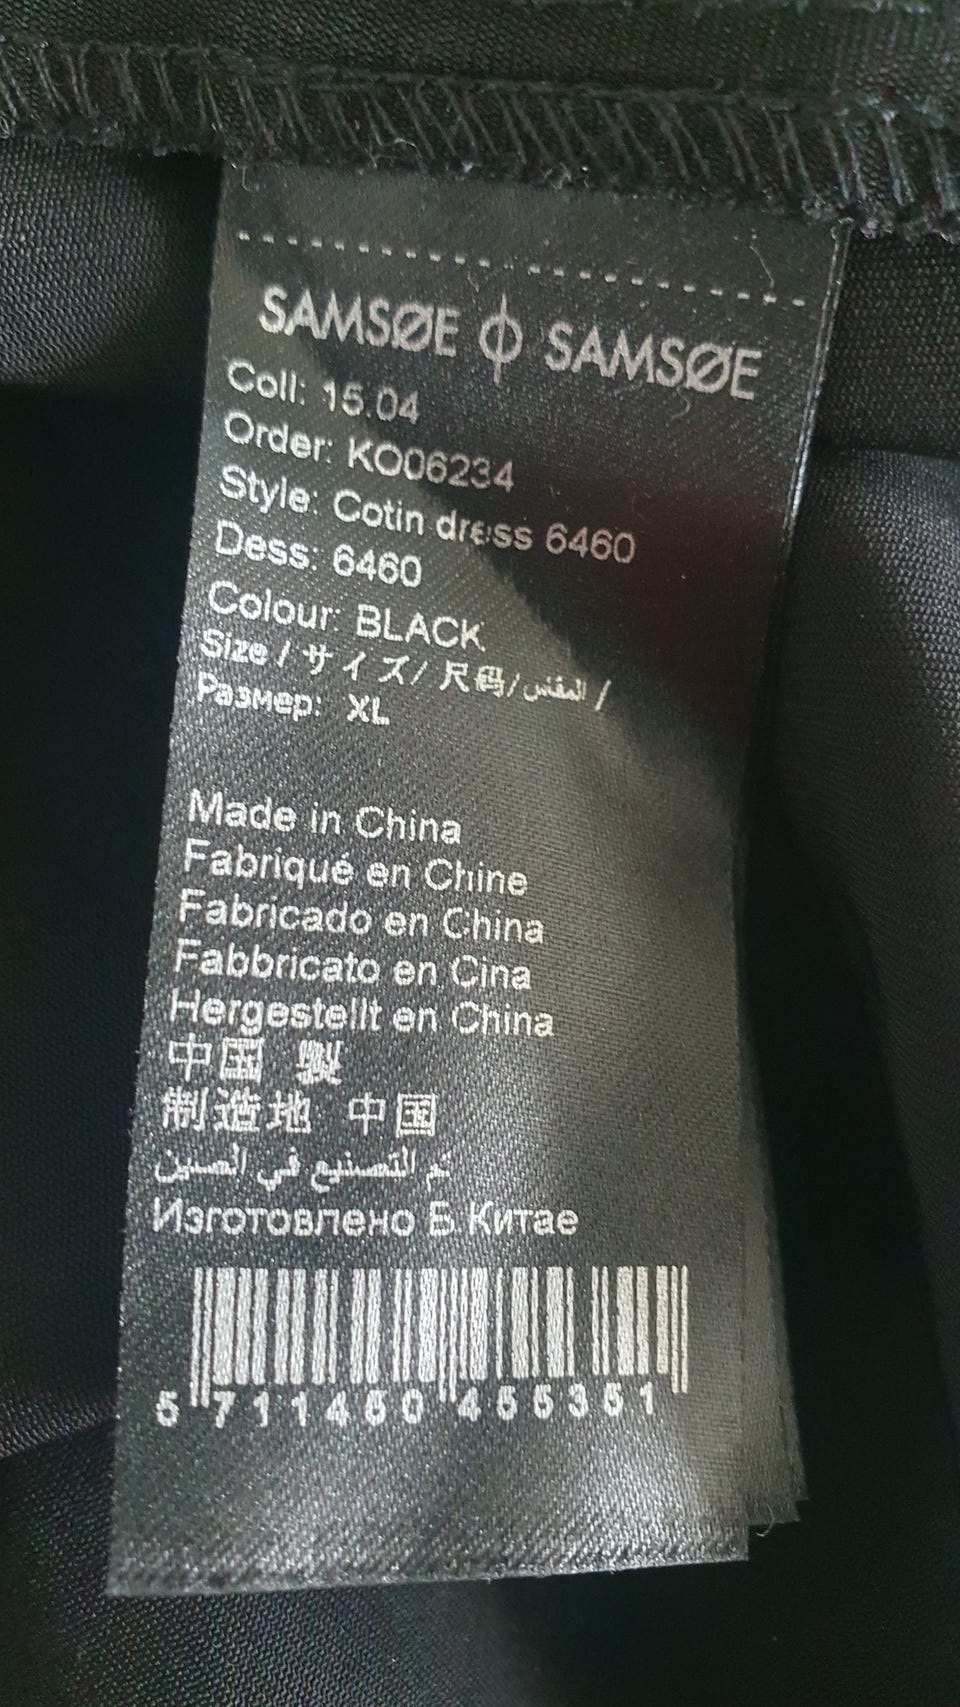 SAMSØE ϕ SAMSØE
Coll: 15.04
Order: KO06234
Style: Cotin dress 6460
Dess: 6460
Colour: BLACK
Size / サイズ/ 尺码/ المقاس /
Размер: XL
Made in China
Fabriqué en Chine
Fabricado en China
Fabbricato en Cina
Hergestellt en China
中国 製
制造地 中国
تم التصنيع في الصين
Изготовлено В Китае
5 711450